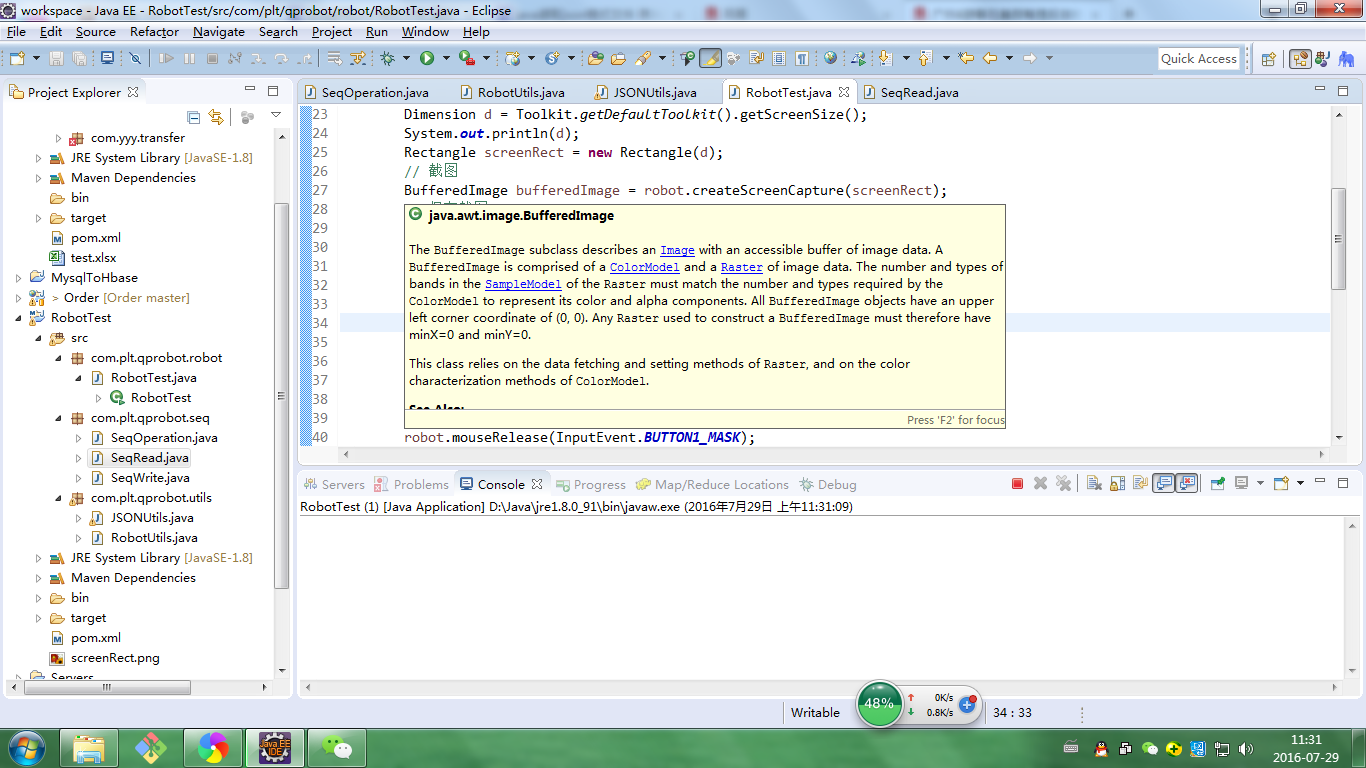 workspace - Java EE - RobotTest/src/com/plt/qprobot/robot/RobotTest.java - Eclipse
File Edit Source Refactor Navigate Search Project Run Window Help
Quick Access
Project Explorer
com.yyy.transfer
JRE System Library [JavaSE-1.8]
Maven Dependencies
bin
target
pom.xml
test.xlsx
MysqlToHbase
> Order [Order master]
RobotTest
src
com.plt.qprobot.robot
RobotTest.java
RobotTest
com.plt.qprobot.seq
SeqOperation.java
SeqRead.java
SeqWrite.java
com.plt.qprobot.utils
JSONUtils.java
RobotUtils.java
JRE System Library [JavaSE-1.8]
Maven Dependencies
bin
target
pom.xml
screenRect.png
Servers
SeqOperation.java RobotUtils.java JSONUtils.java RobotTest.java SeqRead.java
23 Dimension d = Toolkit.getDefaultToolkit().getScreenSize();
24 System.out.println(d);
25 Rectangle screenRect = new Rectangle(d);
26 // 截图
27 BufferedImage bufferedImage = robot.createScreenCapture(screenRect);
28
29
30
31
32
33
34
35
36
37
38
39
40 robot.mouseRelease(InputEvent.BUTTON1_MASK);
java.awt.image.BufferedImage
The BufferedImage subclass describes an Image with an accessible buffer of image data. A
BufferedImage is comprised of a ColorModel and a Raster of image data. The number and types of
bands in the SampleModel of the Raster must match the number and types required by the
ColorModel to represent its color and alpha components. All BufferedImage objects have an upper
left corner coordinate of (0, 0). Any Raster used to construct a BufferedImage must therefore have
minX=0 and minY=0.
This class relies on the data fetching and setting methods of Raster, and on the color
characterization methods of ColorModel.
See Also:
Press 'F2' for focus
Servers Problems Console Progress Map/Reduce Locations Debug
RobotTest (1) [Java Application] D:\Java\jre1.8.0_91\bin\javaw.exe (2016年7月29日 上午11:31:09)
Writable
48%
0K/s
0.8K/s
34 : 33
Java EE
IDE
11:31
2016-07-29